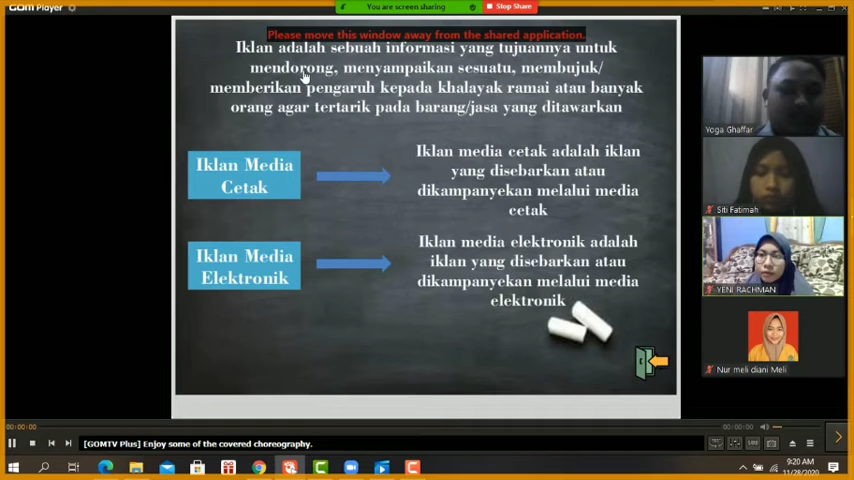 GOM Player
You are screen sharing
Stop Share
Please move this window away from the shared application.
Iklan adalah sebuah informasi yang tujuannya untuk
mendorong, menyampaikan sesuatu, membujuk/
memberikan pengaruh kepada khalayak ramai atau banyak
orang agar tertarik pada barang/jasa yang ditawarkan
Iklan Media
Cetak
Iklan media cetak adalah iklan
yang disebarkan atau
dikampanyekan melalui media
cetak
Iklan Media
Elektronik
Iklan media elektronik adalah
iklan yang disebarkan atau
dikampanyekan melalui media
elektronik
Yoga Ghaffar
Siti Fatimah
YENI RACHMAN
Nur meli diani Meli
00:00:00
00:00:00
[GOMTV Plus] Enjoy some of the covered choreography.
9:20 AM
11/28/2020